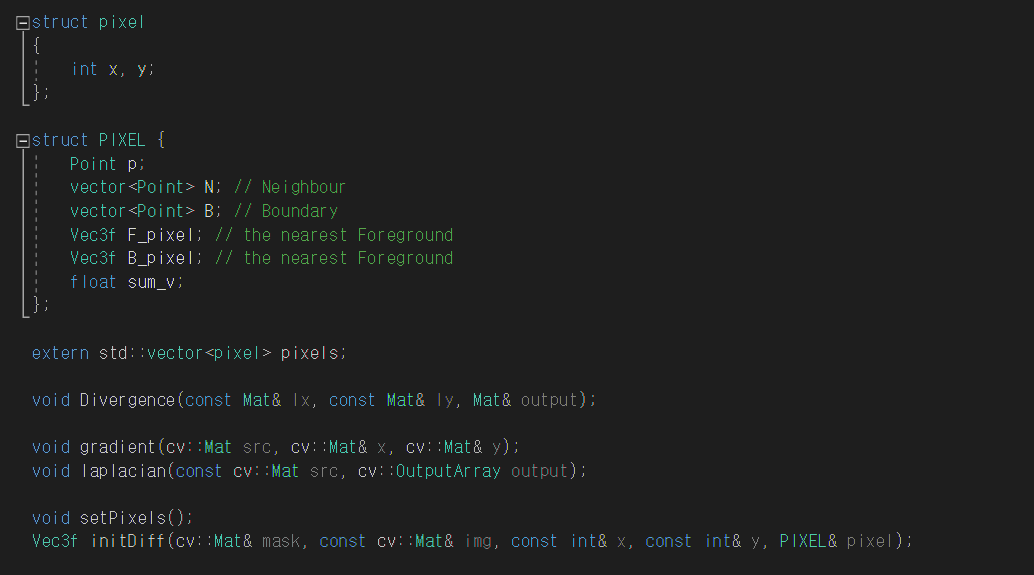 struct pixel
{
    int x, y;
};

struct PIXEL {
    Point p;
    vector<Point> N; // Neighbour
    vector<Point> B; // Boundary
    Vec3f F_pixel; // the nearest Foreground
    Vec3f B_pixel; // the nearest Foreground
    float sum_v;
};

extern std::vector<pixel> pixels;

void Divergence(const Mat& lx, const Mat& ly, Mat& output);

void gradient(cv::Mat src, cv::Mat& x, cv::Mat& y);
void laplacian(const cv::Mat src, cv::OutputArray output);

void setPixels();
Vec3f initDiff(cv::Mat& mask, const cv::Mat& img, const int& x, const int& y, PIXEL& pixel);